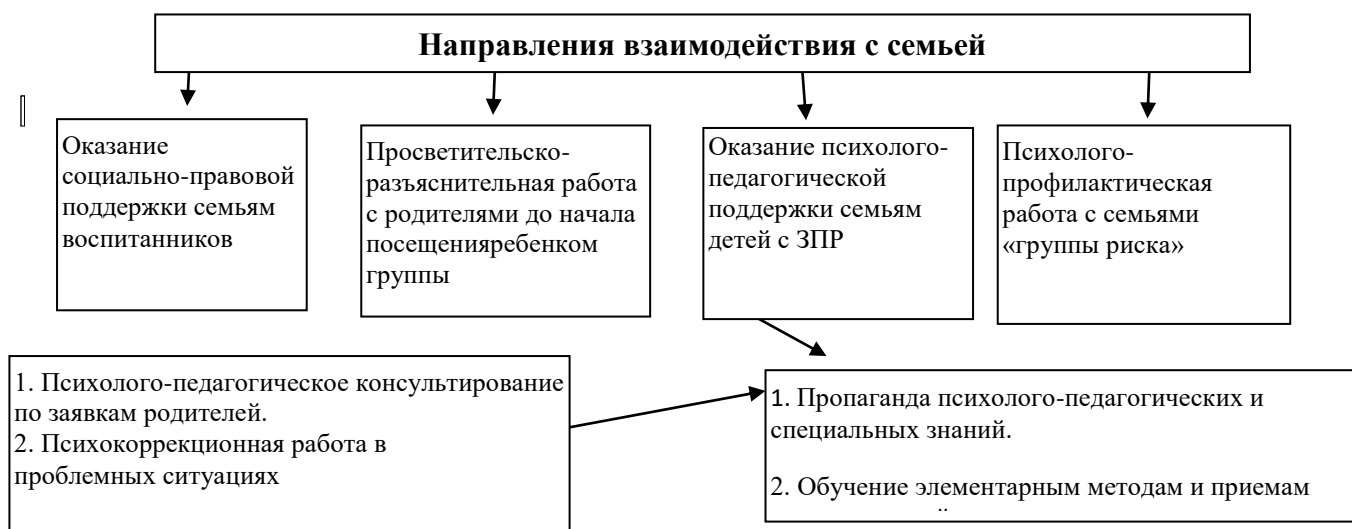 Направления взаимодействия с семьей
Оказание
социально-правовой
поддержки семьям
воспитанников
Просветительско-
разъяснительная работа
с родителями до начала
посещенияребенком
группы
Оказание психолого-
педагогической
поддержки семьям
детей с ЗПР
Психолого-
профилактическая
работа с семьями
«группы риска»
1. Психолого-педагогическое консультирование
по заявкам родителей.
2. Психокоррекционная работа в
проблемных ситуациях
1. Пропаганда психолого-педагогических и
специальных знаний.
2. Обучение элементарным методам и приемам